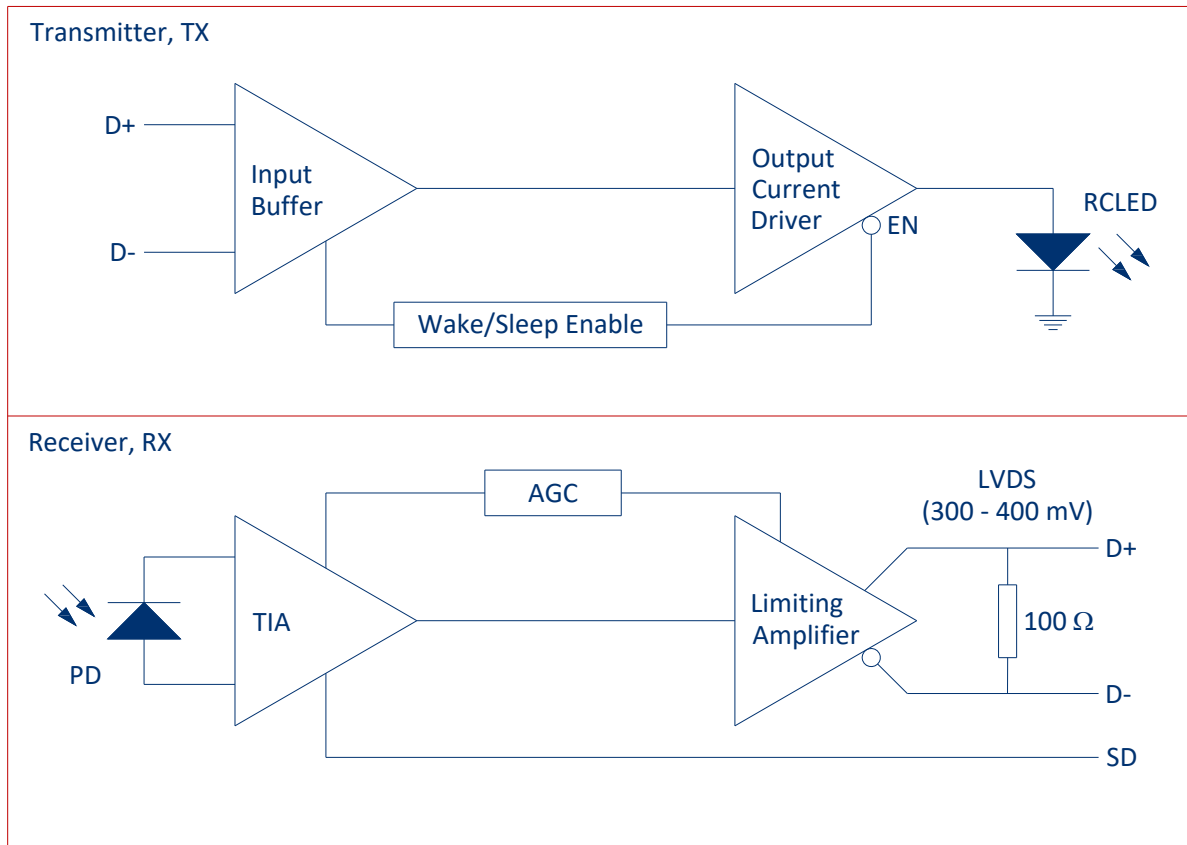 Transmitter, TX
D+
D-
Input
Buffer
Output
Current
Driver
EN
RCLED
Wake/Sleep Enable
Receiver, RX
AGC
LVDS
(300 - 400 mV)
PD
TIA
Limiting
Amplifier
D+
100 Ω
D-
SD